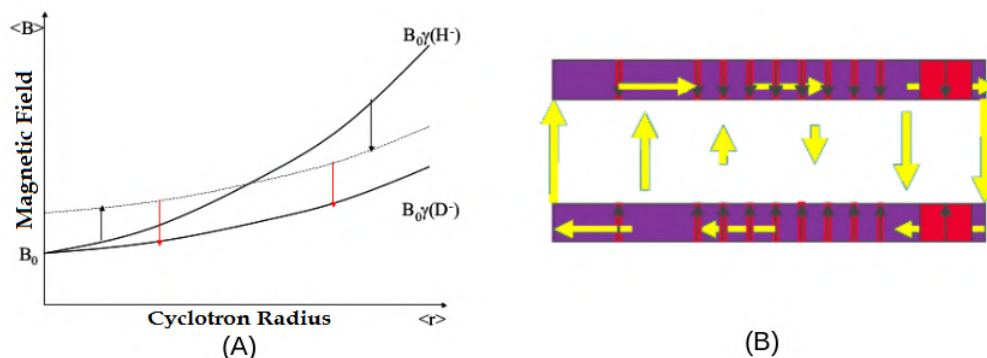 <B>
B₀γ(H⁻)
Magnetic Field
B₀γ(D⁻)
B₀
Cyclotron Radius
<r>
(A)
(B)